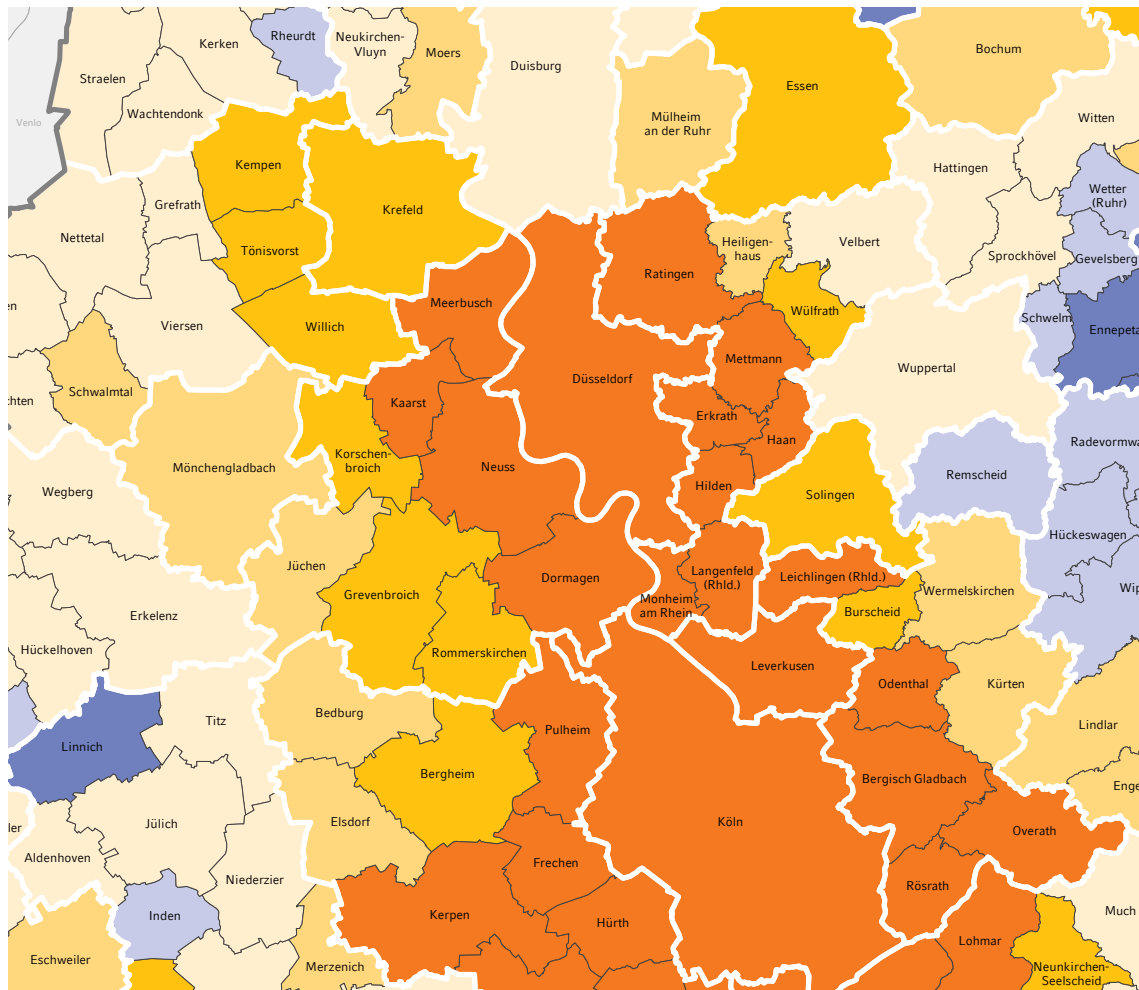 Kerken
Rheurdt
Neukirchen-
Vluyn
Moers
Duisburg
Essen
Bochum
Straelen
Wachtendonk
Venlo
Mülheim
an der Ruhr
Witten
Kempen
Hattingen
Wetter
(Ruhr)
Grefrath
Krefeld
Nettetal
Tönisvorst
Heiligen-
haus
Velbert
Sprockhövel
Gevelsberg
Ratingen
Meerbusch
en
Viersen
Willich
Wülfrath
Schwelm
Ennepeta
Mettmann
Wuppertal
Düsseldorf
Schwalmtal
chten
Kaarst
Erkrath
Haan
Radevormwa
Korschen-
broich
Mönchengladbach
Neuss
Remscheid
Wegberg
Hilden
Solingen
Hückeswagen
Jüchen
Dormagen
Langenfeld
(Rhld.)
Leichlingen (Rhld.)
Wermelskirchen
Wip
Grevenbroich
Monheim
am Rhein
Burscheid
Erkelenz
Hückelhoven
Rommerskirchen
Leverkusen
Odenthal
Kürten
Bedburg
Titz
Lindlar
Pulheim
Linnich
Bergheim
Bergisch Gladbach
Enge
Elsdorf
Köln
ler
Jülich
Overath
Aldenhoven
Frechen
Niederzier
Rösrath
Inden
Kerpen
Hürth
Much
Lohmar
Eschweiler
Merzenich
Neunkirchen-
Seelscheid